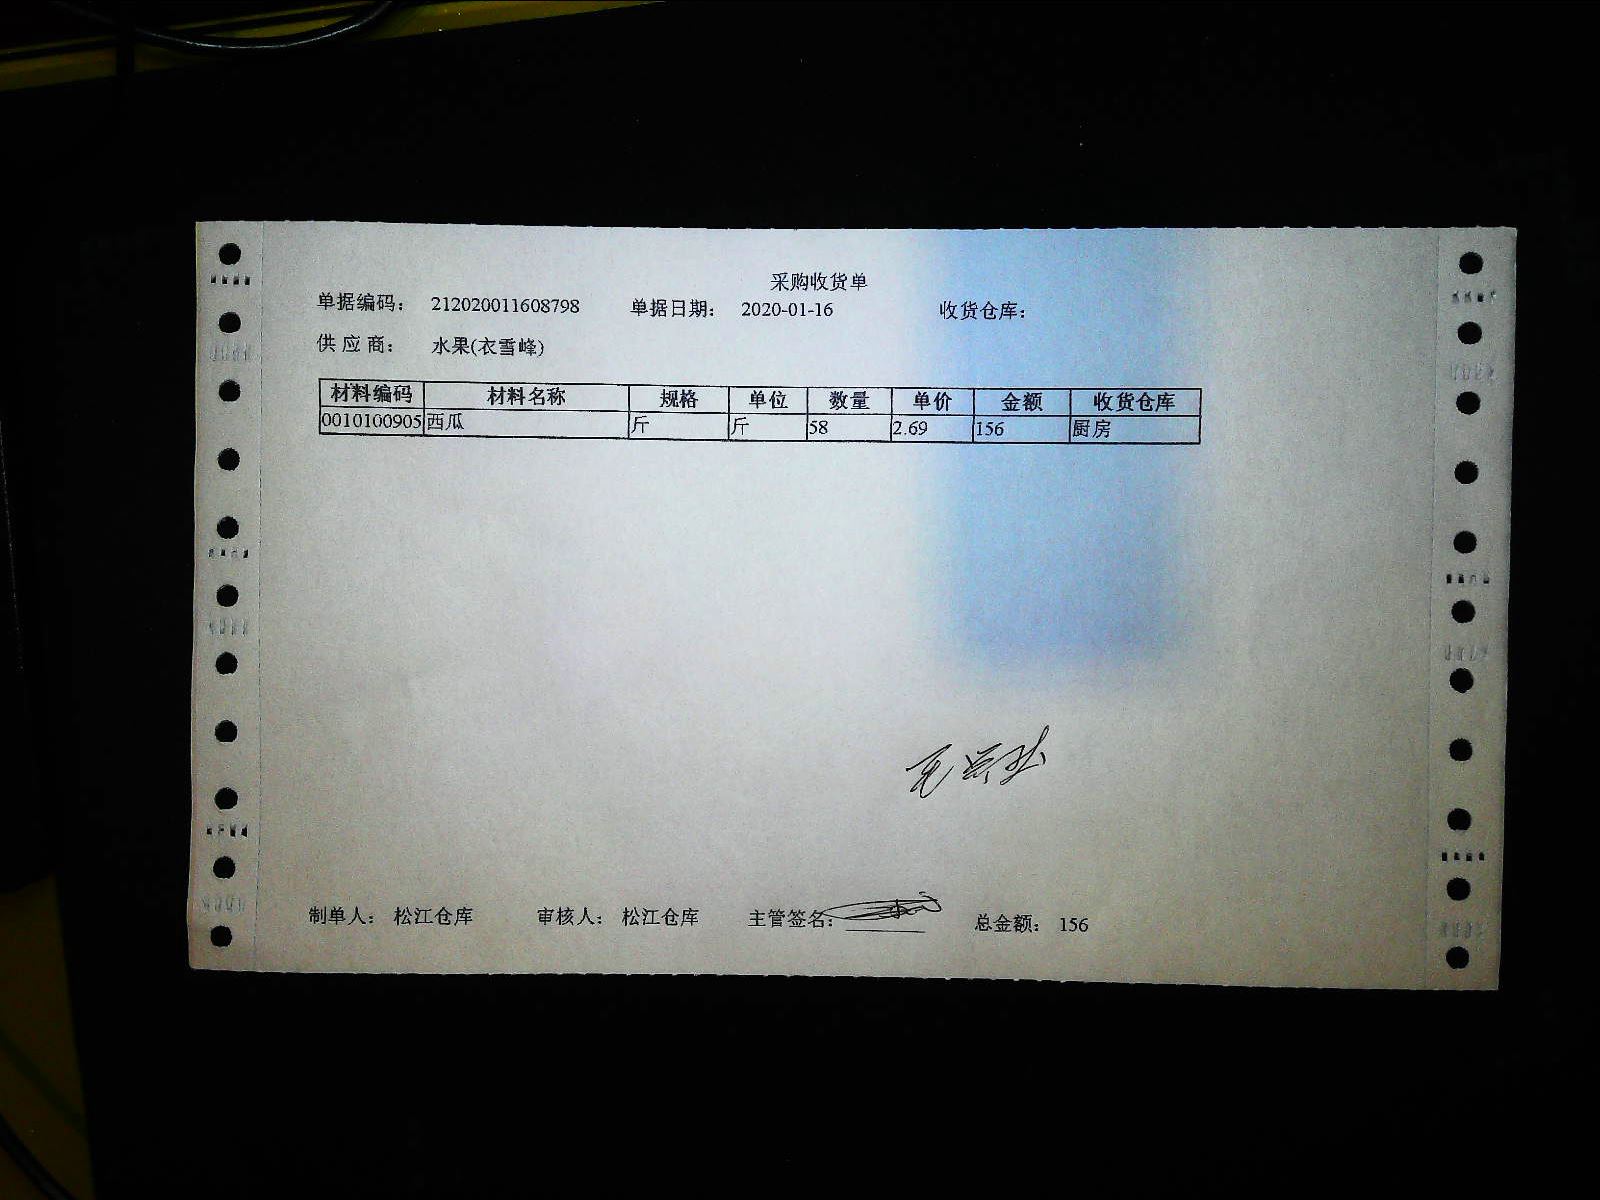 采购收货单
单据编码： 212020011608798 单据日期： 2020-01-16 收货仓库：
供应商： 水果(衣雪峰)
材料编码 材料名称 规格 单位 数量 单价 金额 收货仓库
0010100905 西瓜 斤 斤 58 2.69 156 厨房
制单人： 松江仓库 审核人： 松江仓库 主管签名： 总金额： 156